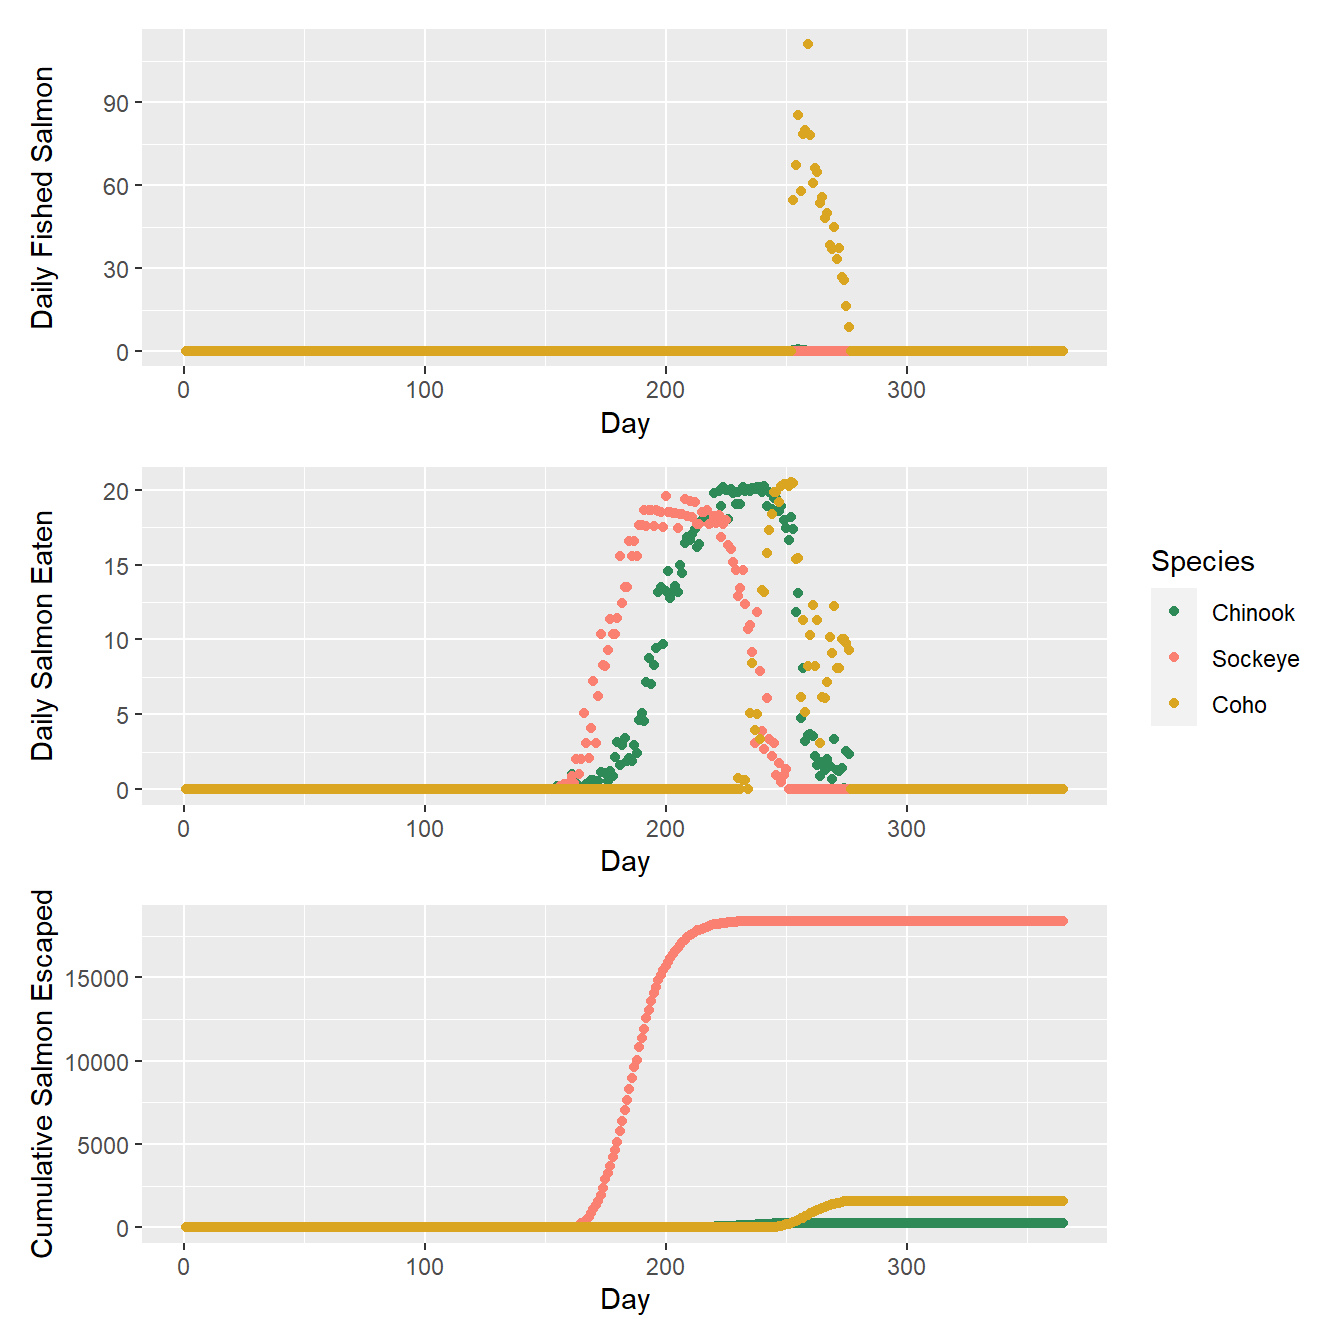 Daily Fished Salmon
90
60
30
0
0 100 200 300
Day
Daily Salmon Eaten
20
15
10
5
0
0 100 200 300
Day
Species
Chinook
Sockeye
Coho
Cumulative Salmon Escaped
15000
10000
5000
0
0 100 200 300
Day